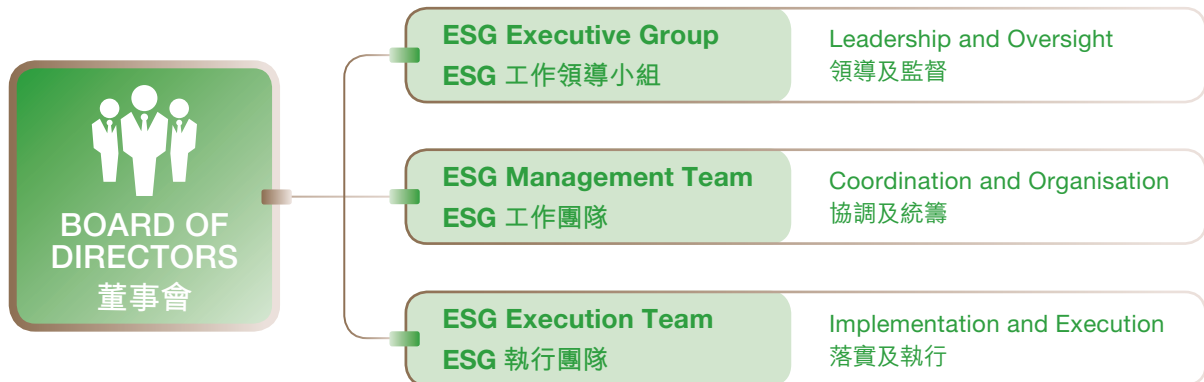 BOARD OF
DIRECTORS
董事會
ESG Executive Group
ESG 工作領導小組
Leadership and Oversight
領導及監督
ESG Management Team
ESG 工作團隊
Coordination and Organisation
協調及統籌
ESG Execution Team
ESG 執行團隊
Implementation and Execution
落實及執行